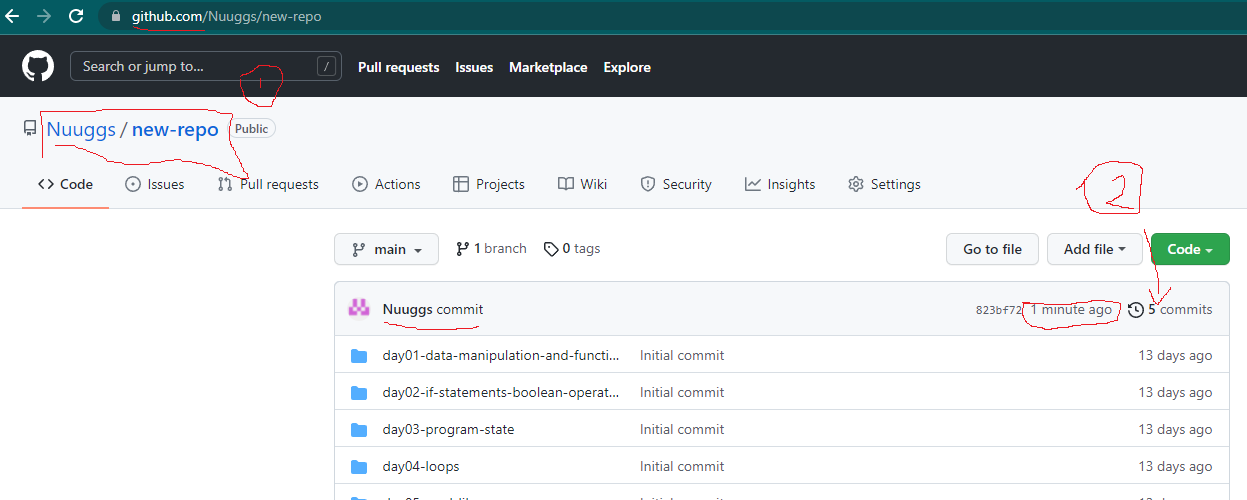 github.com/Nuuggs/new-repo
Search or jump to... / Pull requests Issues Marketplace Explore
1
Nuuggs / new-repo Public
Code Issues Pull requests Actions Projects Wiki Security Insights Settings
2
main 1 branch 0 tags Go to file Add file Code
Nuuggs commit 823bf72 1 minute ago 5 commits
day01-data-manipulation-and-functi... Initial commit 13 days ago
day02-if-statements-boolean-operat... Initial commit 13 days ago
day03-program-state Initial commit 13 days ago
day04-loops Initial commit 13 days ago